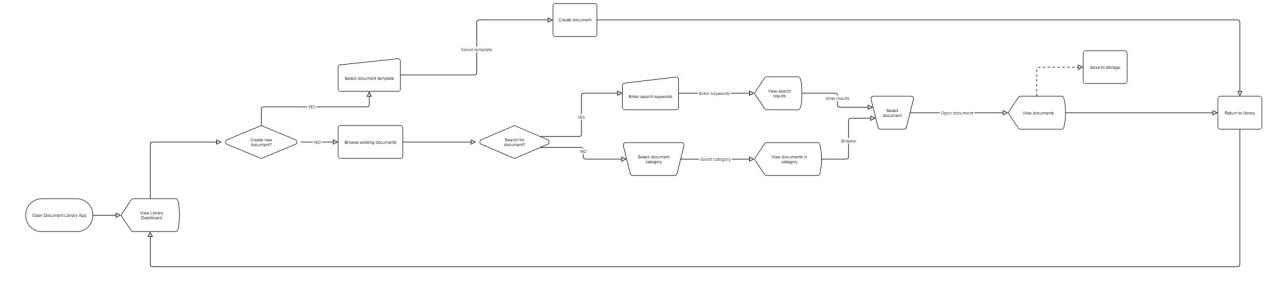 Create document
Select template
Select document template
Save to storage
YES
View search
results
Enter search keywords
Enter keywords
View results
Select
document
Open document
View documents
Return to library
YES
Create new
document?
NO
Browse existing documents
Search for
document?
NO
Select document
category
Select category
View documents in
category
Browse
Open Document Library App
View Library
Dashboard